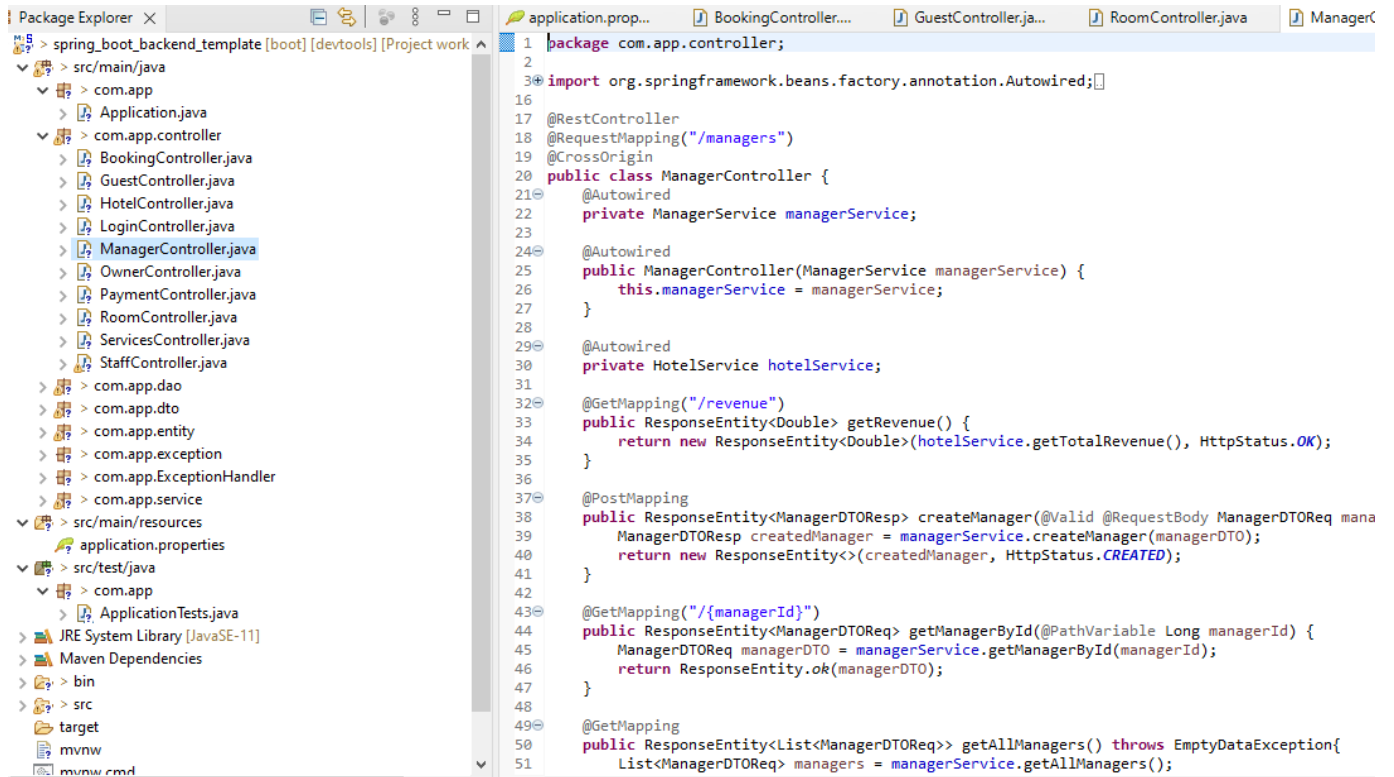 Package Explorer
> spring_boot_backend_template [boot] [devtools] [Project work
> src/main/java
> com.app
Application.java
> com.app.controller
BookingController.java
GuestController.java
HotelController.java
LoginController.java
ManagerController.java
OwnerController.java
PaymentController.java
RoomController.java
ServicesController.java
StaffController.java
> com.app.dao
> com.app.dto
> com.app.entity
> com.app.exception
> com.app.ExceptionHandler
> com.app.service
> src/main/resources
application.properties
> src/test/java
> com.app
ApplicationTests.java
JRE System Library [JavaSE-11]
Maven Dependencies
> bin
> src
target
mvnw
mvnw.cmd
application.prop... BookingController.... GuestController.ja... RoomController.java ManagerC
1 package com.app.controller;
2
3 import org.springframework.beans.factory.annotation.Autowired;
16
17 @RestController
18 @RequestMapping("/managers")
19 @CrossOrigin
20 public class ManagerController {
21 @Autowired
22 private ManagerService managerService;
23
24 @Autowired
25 public ManagerController(ManagerService managerService) {
26 this.managerService = managerService;
27 }
28
29 @Autowired
30 private HotelService hotelService;
31
32 @GetMapping("/revenue")
33 public ResponseEntity<Double> getRevenue() {
34 return new ResponseEntity<Double>(hotelService.getTotalRevenue(), HttpStatus.OK);
35 }
36
37 @PostMapping
38 public ResponseEntity<ManagerDTOResp> createManager(@Valid @RequestBody ManagerDTOReq mana
39 ManagerDTOResp createdManager = managerService.createManager(managerDTO);
40 return new ResponseEntity<>(createdManager, HttpStatus.CREATED);
41 }
42
43 @GetMapping("/{managerId}")
44 public ResponseEntity<ManagerDTOReq> getManagerById(@PathVariable Long managerId) {
45 ManagerDTOReq managerDTO = managerService.getManagerById(managerId);
46 return ResponseEntity.ok(managerDTO);
47 }
48
49 @GetMapping
50 public ResponseEntity<List<ManagerDTOReq>> getAllManagers() throws EmptyDataException{
51 List<ManagerDTOReq> managers = managerService.getAllManagers();